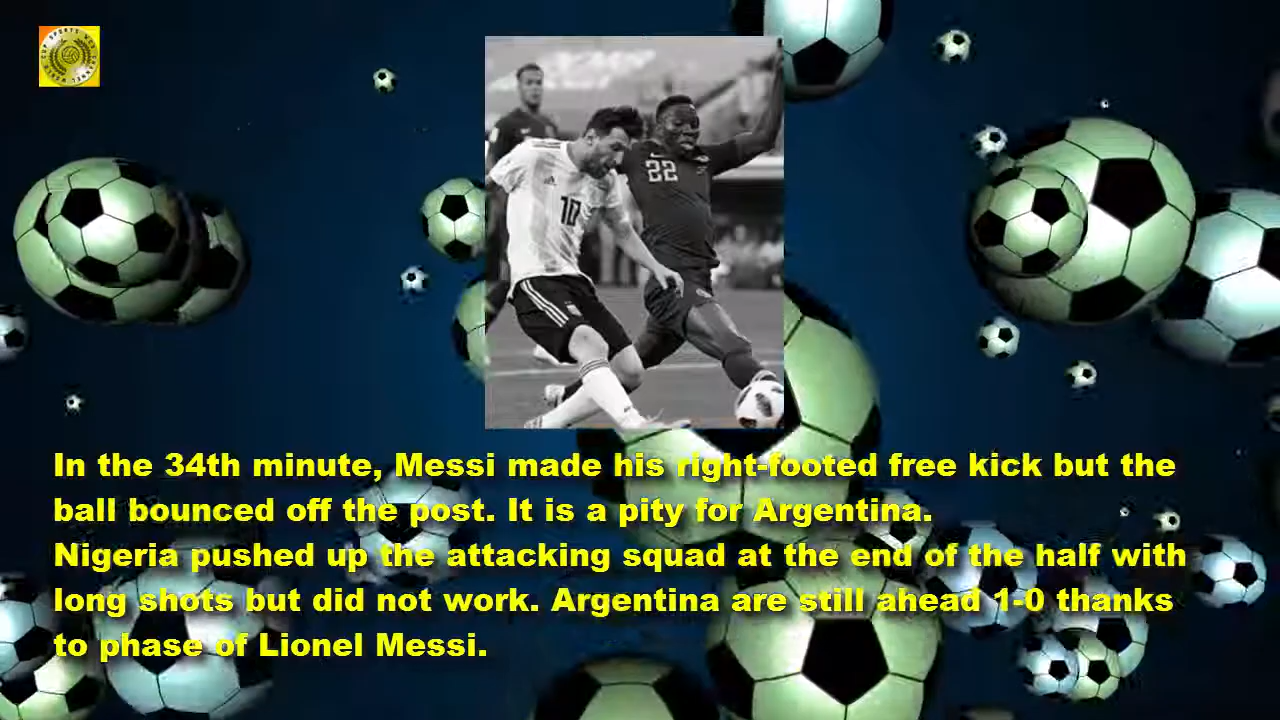 10
22
In the 34th minute, Messi made his right-footed free kick but the
ball bounced off the post. It is a pity for Argentina.
Nigeria pushed up the attacking squad at the end of the half with
long shots but did not work. Argentina are still ahead 1-0 thanks
to phase of Lionel Messi.